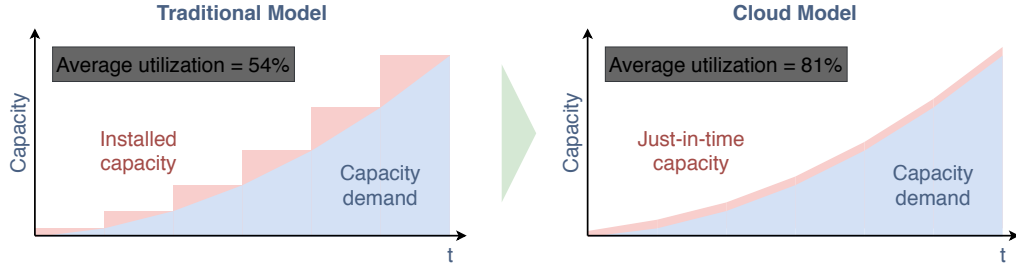 Traditional Model
Average utilization = 54%
Capacity
Installed
capacity
Capacity
demand
t
Cloud Model
Average utilization = 81%
Capacity
Just-in-time
capacity
Capacity
demand
t